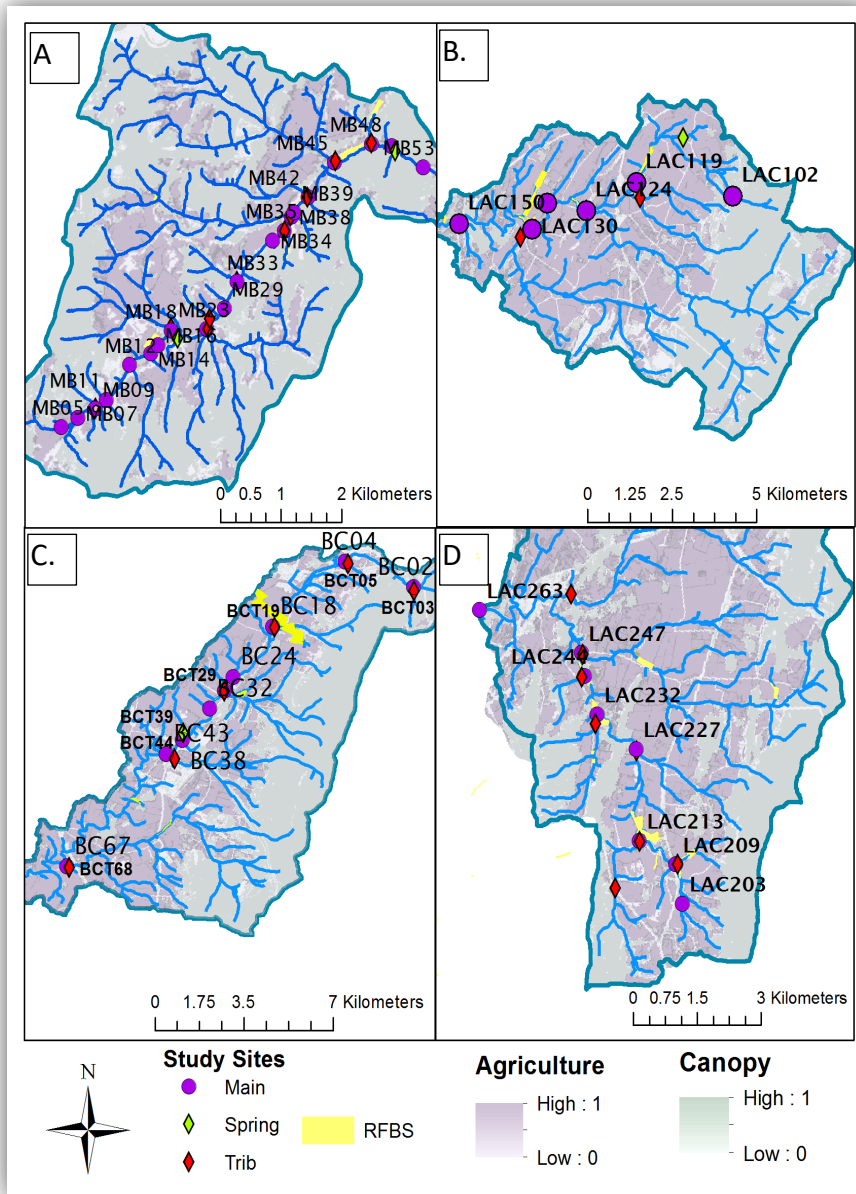 A
MB48
MB45
MB53
MB42
MB39
MB35
MB38
MB34
MB33
MB29
MB18
MB23
MB16
MB12
MB14
MB11
MB09
MB05
MB07
0 0.5 1 2 Kilometers
B.
LAC119
LAC102
LAC124
LAC150
LAC130
0 1.25 2.5 5 Kilometers
C.
BC04
BC02
BCT05
BCT03
BCT19
BC18
BC24
BCT29
BC32
BCT39
BC43
BCT44
BC38
BC67
BCT68
0 1.75 3.5 7 Kilometers
D
LAC263
LAC247
LAC244
LAC232
LAC227
LAC213
LAC209
LAC203
0 0.75 1.5 3 Kilometers
N
Study Sites
Main
Spring
Trib
RFBS
Agriculture
High : 1
Low : 0
Canopy
High : 1
Low : 0